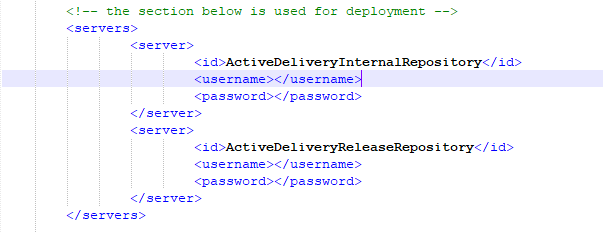 <!-- the section below is used for deployment -->
<servers>
<server>
<id>ActiveDeliveryInternalRepository</id>
<username></username>
<password></password>
</server>
<server>
<id>ActiveDeliveryReleaseRepository</id>
<username></username>
<password></password>
</server>
</servers>